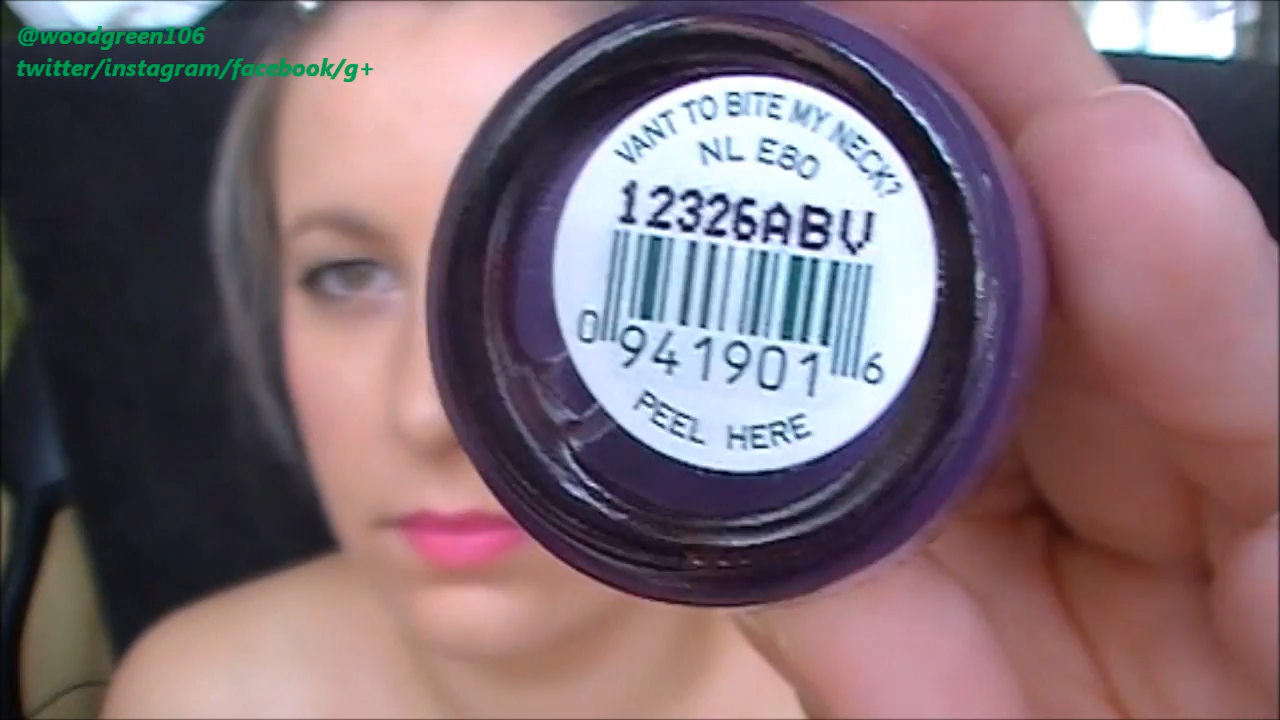 @woodgreen106
twitter/instagram/facebook/g+
VANT TO BITE MY NECK?
NL E80
12326ABV
0 941901 6
PEEL HERE